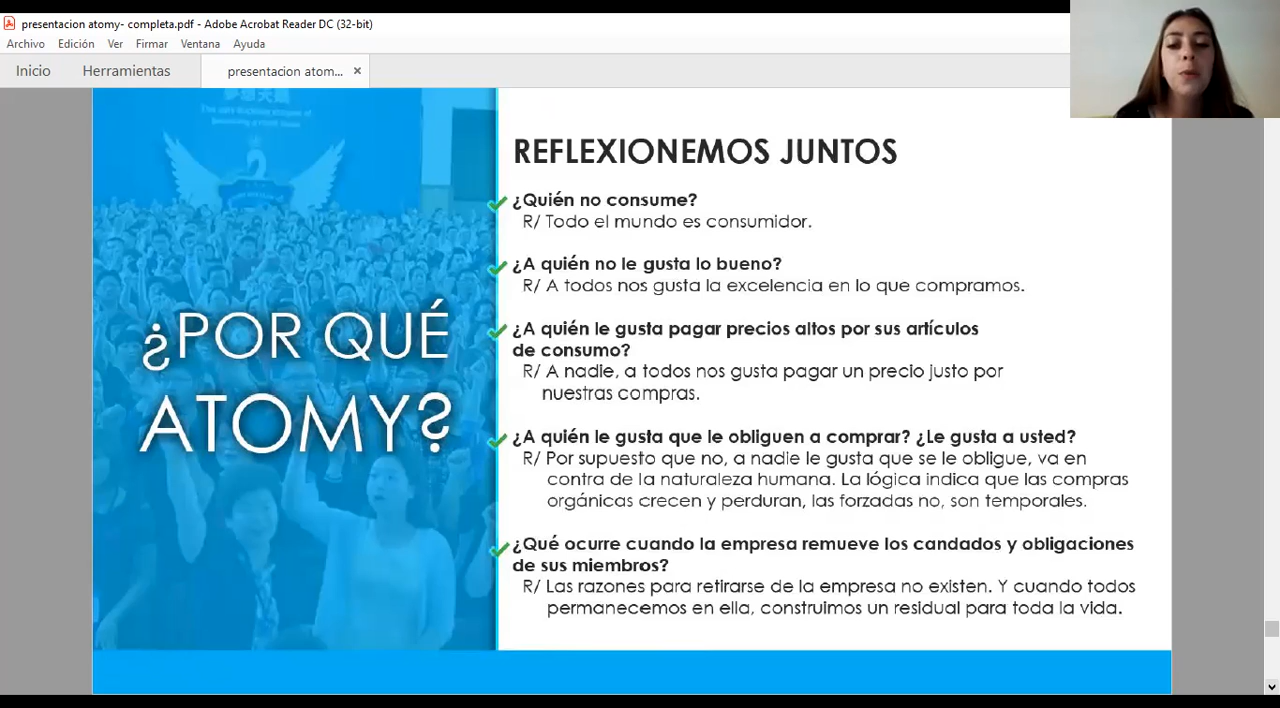 presentacion atomy- completa.pdf - Adobe Acrobat Reader DC (32-bit)
Archivo Edición Ver Firmar Ventana Ayuda
Inicio Herramientas presentacion atom... ×
¿POR QUÉ
ATOMY?
REFLEXIONEMOS JUNTOS
¿Quién no consume?
R/ Todo el mundo es consumidor.
¿A quién no le gusta lo bueno?
R/ A todos nos gusta la excelencia en lo que compramos.
¿A quién le gusta pagar precios altos por sus artículos
de consumo?
R/ A nadie, a todos nos gusta pagar un precio justo por
nuestras compras.
¿A quién le gusta que le obliguen a comprar? ¿Le gusta a usted?
R/ Por supuesto que no, a nadie le gusta que se le obligue, va en
contra de la naturaleza humana. La lógica indica que las compras
orgánicas crecen y perduran, las forzadas no, son temporales.
¿Qué ocurre cuando la empresa remueve los candados y obligaciones
de sus miembros?
R/ Las razones para retirarse de la empresa no existen. Y cuando todos
permanecemos en ella, construimos un residual para toda la vida.